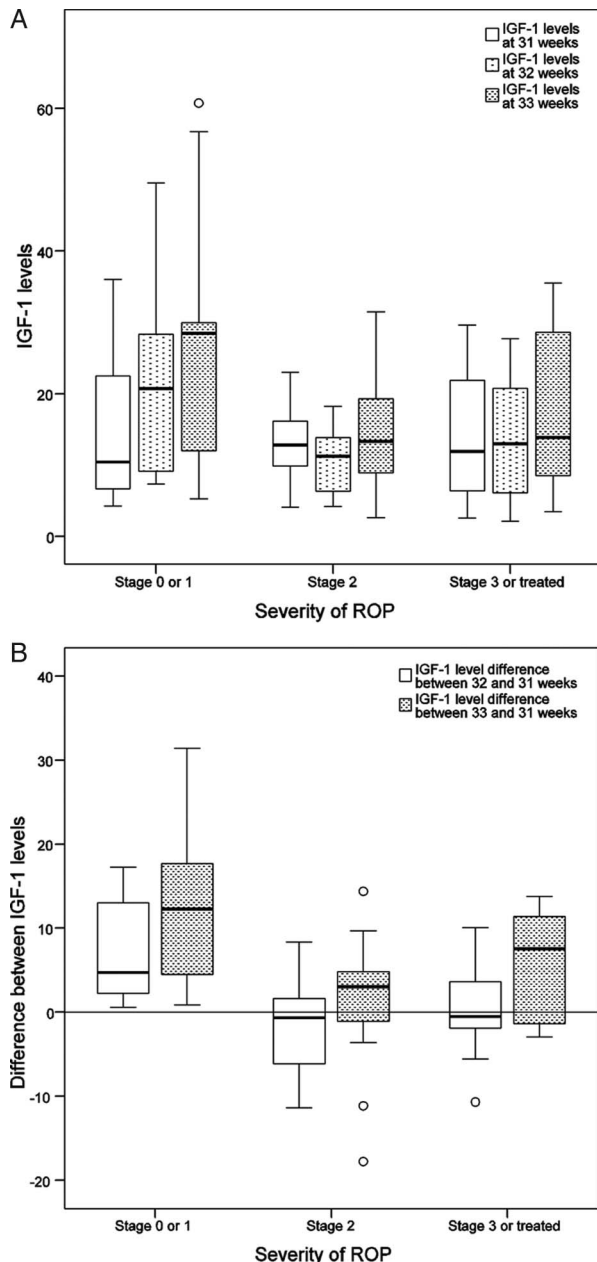 A
IGF-1 levels
at 31 weeks
IGF-1 levels
at 32 weeks
IGF-1 levels
at 33 weeks
60
40
20
0
IGF-1 levels
Stage 0 or 1
Stage 2
Stage 3 or treated
Severity of ROP
B
IGF-1 level difference
between 32 and 31 weeks
IGF-1 level difference
between 33 and 31 weeks
40
30
20
10
0
-10
-20
Difference between IGF-1 levels
Stage 0 or 1
Stage 2
Stage 3 or treated
Severity of ROP